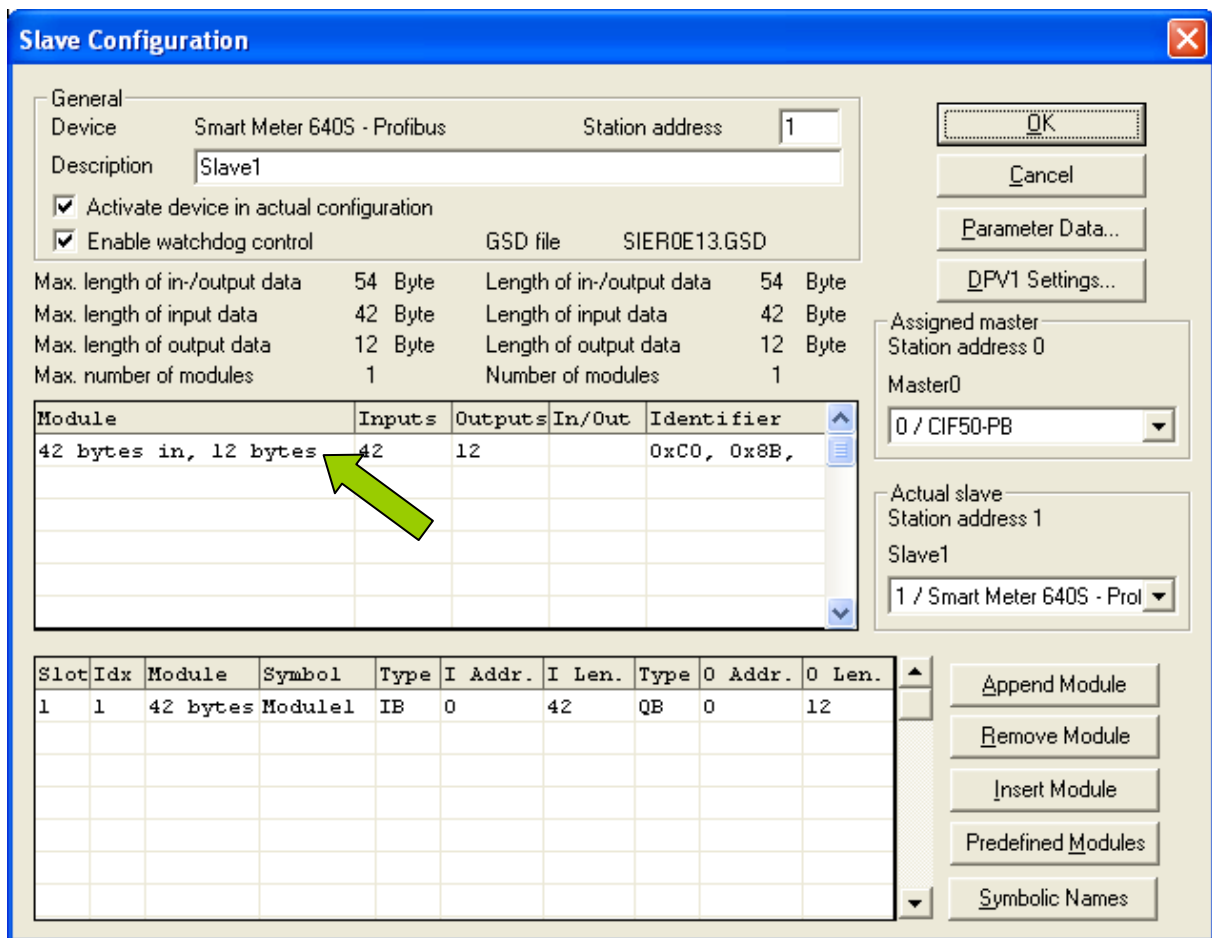 Slave Configuration
General
Device Smart Meter 640S - Profibus Station address 1
Description Slave1
Activate device in actual configuration
Enable watchdog control GSD file SIER0E13.GSD
Max. length of in-/output data 54 Byte Length of in-/output data 54 Byte
Max. length of input data 42 Byte Length of input data 42 Byte
Max. length of output data 12 Byte Length of output data 12 Byte
Max. number of modules 1 Number of modules 1
Module Inputs Outputs In/Out Identifier
42 bytes in, 12 bytes 42 12 0xC0, 0x8B,
Slot Idx Module Symbol Type I Addr. I Len. Type O Addr. O Len.
1 1 42 bytes Module1 IB 0 42 QB 0 12
OK
Cancel
Parameter Data...
DPV1 Settings...
Assigned master
Station address 0
Master0
0 / CIF50-PB
Actual slave
Station address 1
Slave1
1 / Smart Meter 640S - Prof
Append Module
Remove Module
Insert Module
Predefined Modules
Symbolic Names